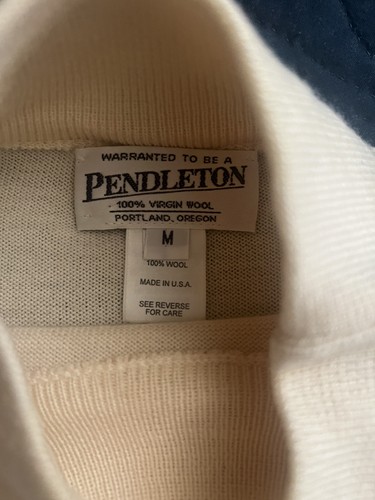 WARRANTED TO BE A
PENDLETON
100% VIRGIN WOOL
PORTLAND, OREGON
M
100% WOOL
MADE IN U.S.A.
SEE REVERSE
FOR CARE